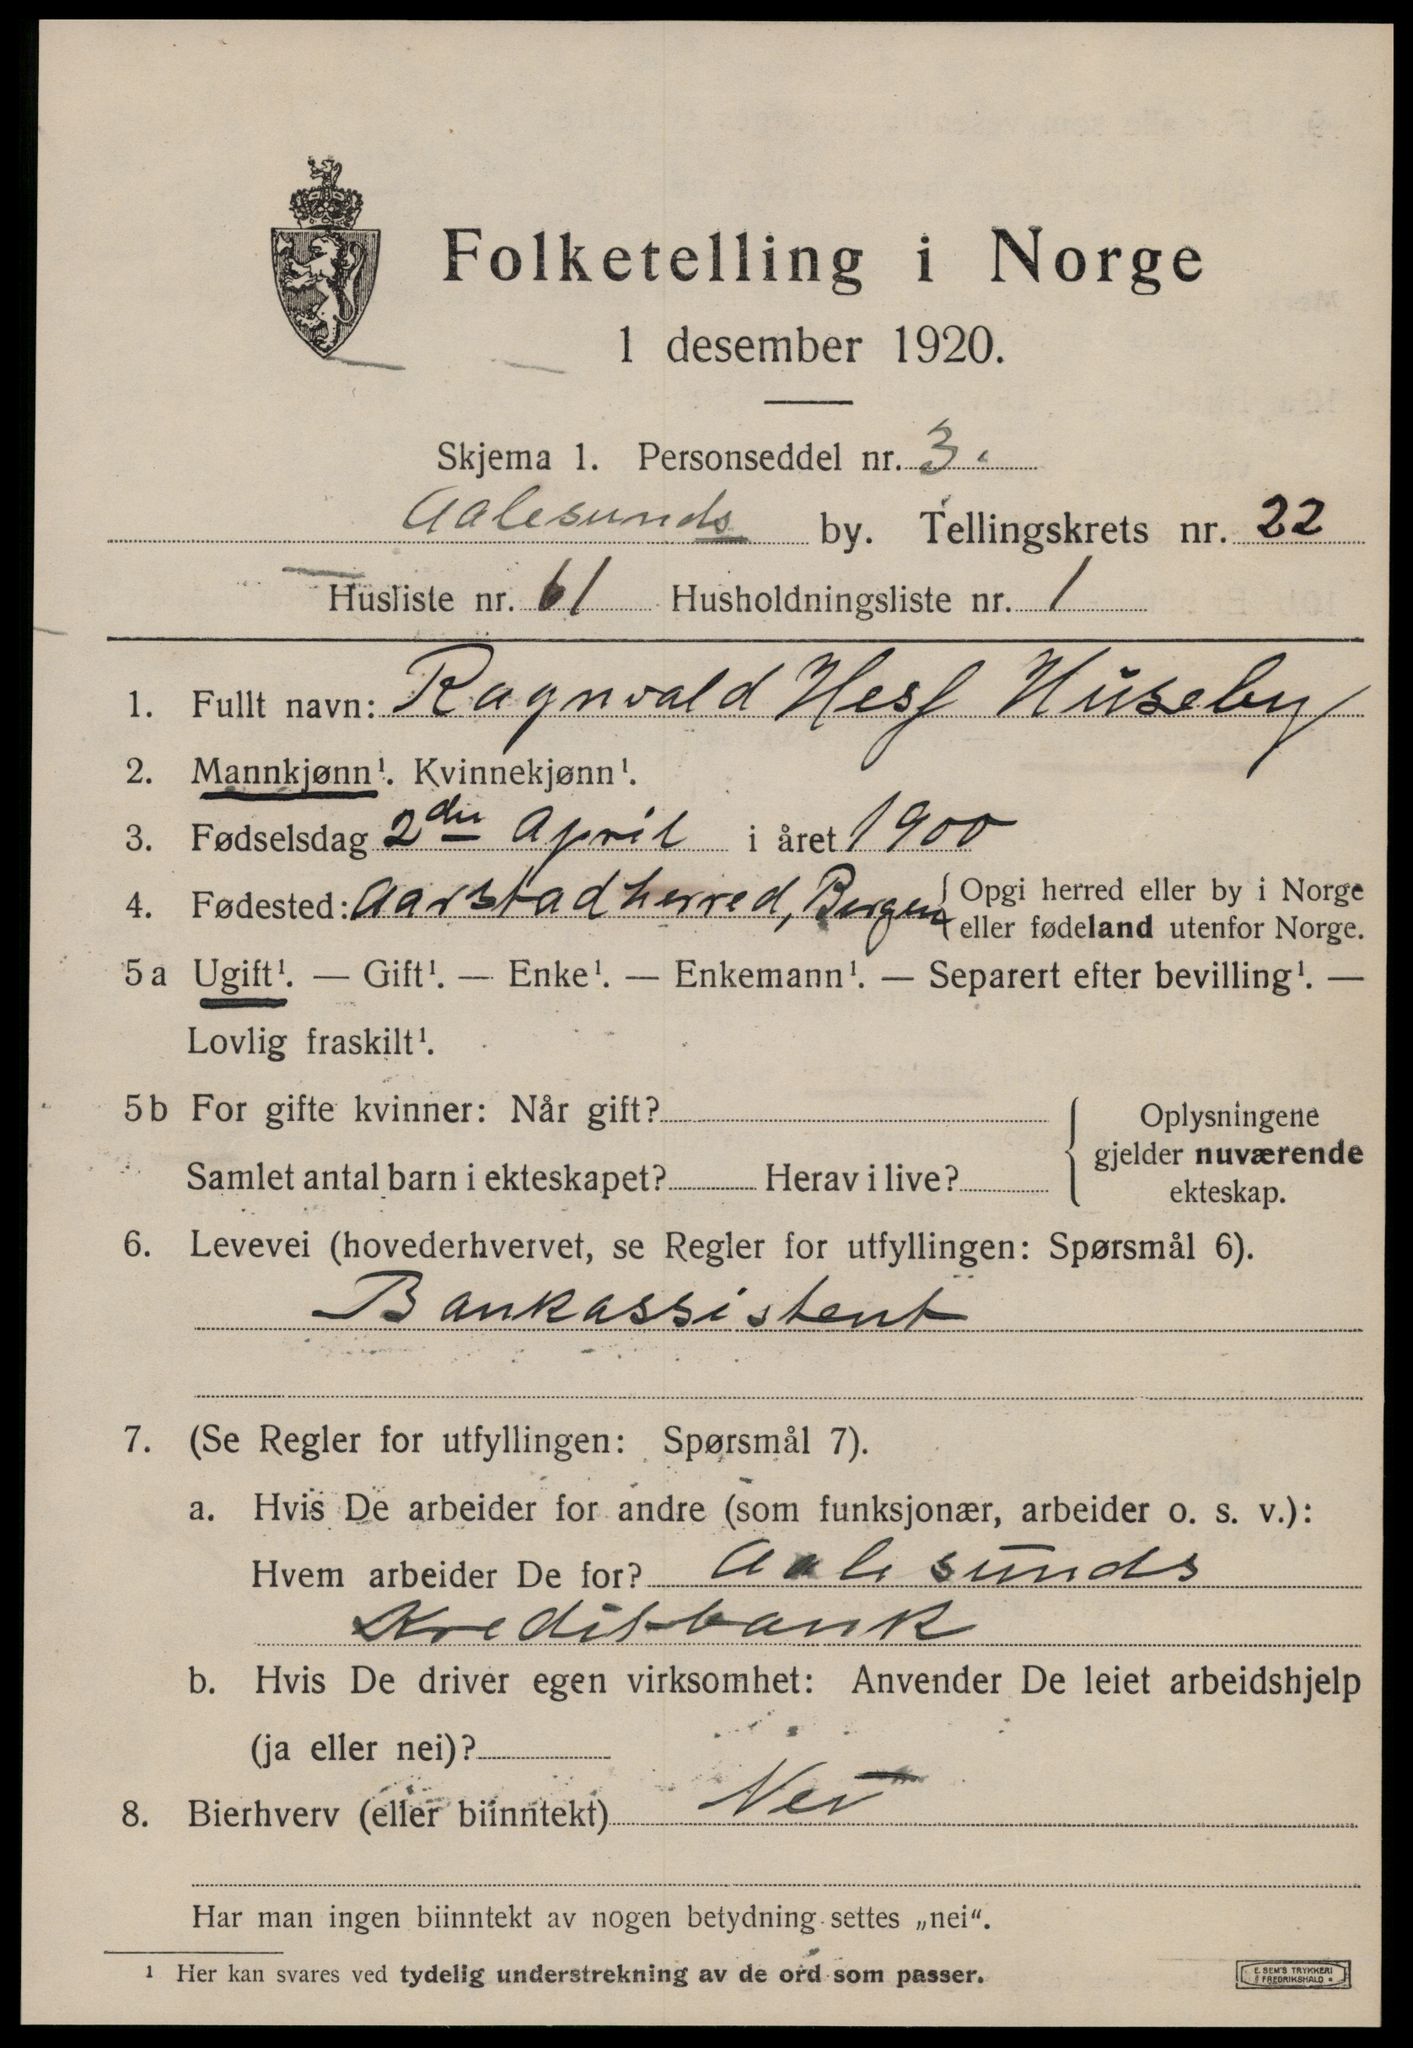 Folketelling i Norge
1 desember 1920.
Skjema 1. Personseddel nr. 3.
Aalesunds by. Tellingskrets nr. 22
Husliste nr. 61 Husholdningsliste nr. 1
1. Fullt navn: Ragnvald Hess Huseby
2. Mannkjønn¹. Kvinnekjønn¹.
3. Fødselsdag 2den April i året 1900
4. Fødested: Aarstad herred, Bergen { Opgi herred eller by i Norge
eller fødeland utenfor Norge.
5a Ugift¹. — Gift¹. — Enke¹. — Enkemann¹. — Separert efter bevilling¹. —
Lovlig fraskilt¹.
5b For gifte kvinner: Når gift?
Samlet antal barn i ekteskapet? Herav i live?
Oplysningene
gjelder nuværende
ekteskap.
6. Levevei (hovederhvervet, se Regler for utfyllingen: Spørsmål 6).
Bankassistent
7. (Se Regler for utfyllingen: Spørsmål 7).
a. Hvis De arbeider for andre (som funksjonær, arbeider o. s. v.):
Hvem arbeider De for? Aalesunds
Kreditbank
b. Hvis De driver egen virksomhet: Anvender De leiet arbeidshjelp
(ja eller nei)?
8. Bierhverv (eller biinntekt) Nei
Har man ingen biinntekt av nogen betydning settes „nei“.
¹ Her kan svares ved tydelig understrekning av de ord som passer.
E. SEM'S TRYKKERI
FREDRIKSHALD